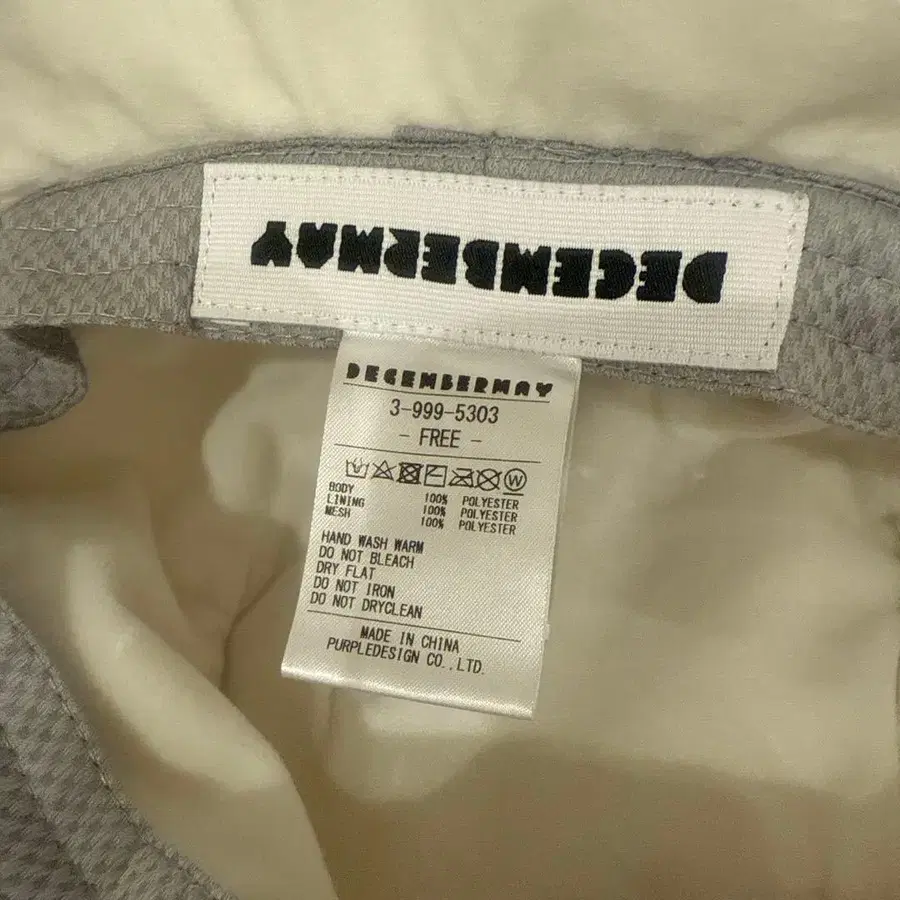 DECEMBERMAY
DECEMBERMAY
3-999-5303
- FREE -
W
BODY 100% POLYESTER
LINING 100% POLYESTER
MESH 100% POLYESTER
HAND WASH WARM
DO NOT BLEACH
DRY FLAT
DO NOT IRON
DO NOT DRYCLEAN
MADE IN CHINA
PURPLEDESIGN CO.,LTD.